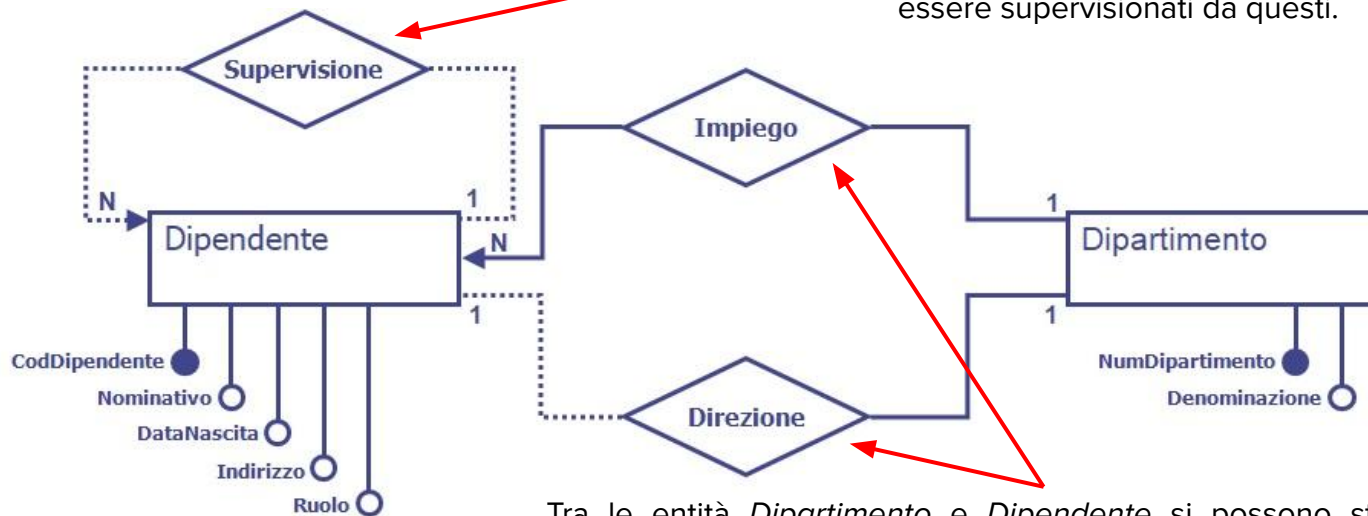 essere supervisionati da questi.
Supervisione
Impiego
N
1
1
Dipendente
N
Dipartimento
1
1
CodDipendente
NumDipartimento
Nominativo
Denominazione
DataNascita
Direzione
Indirizzo
Ruolo
Tra le entità Dipartimento e Dipendente si possono